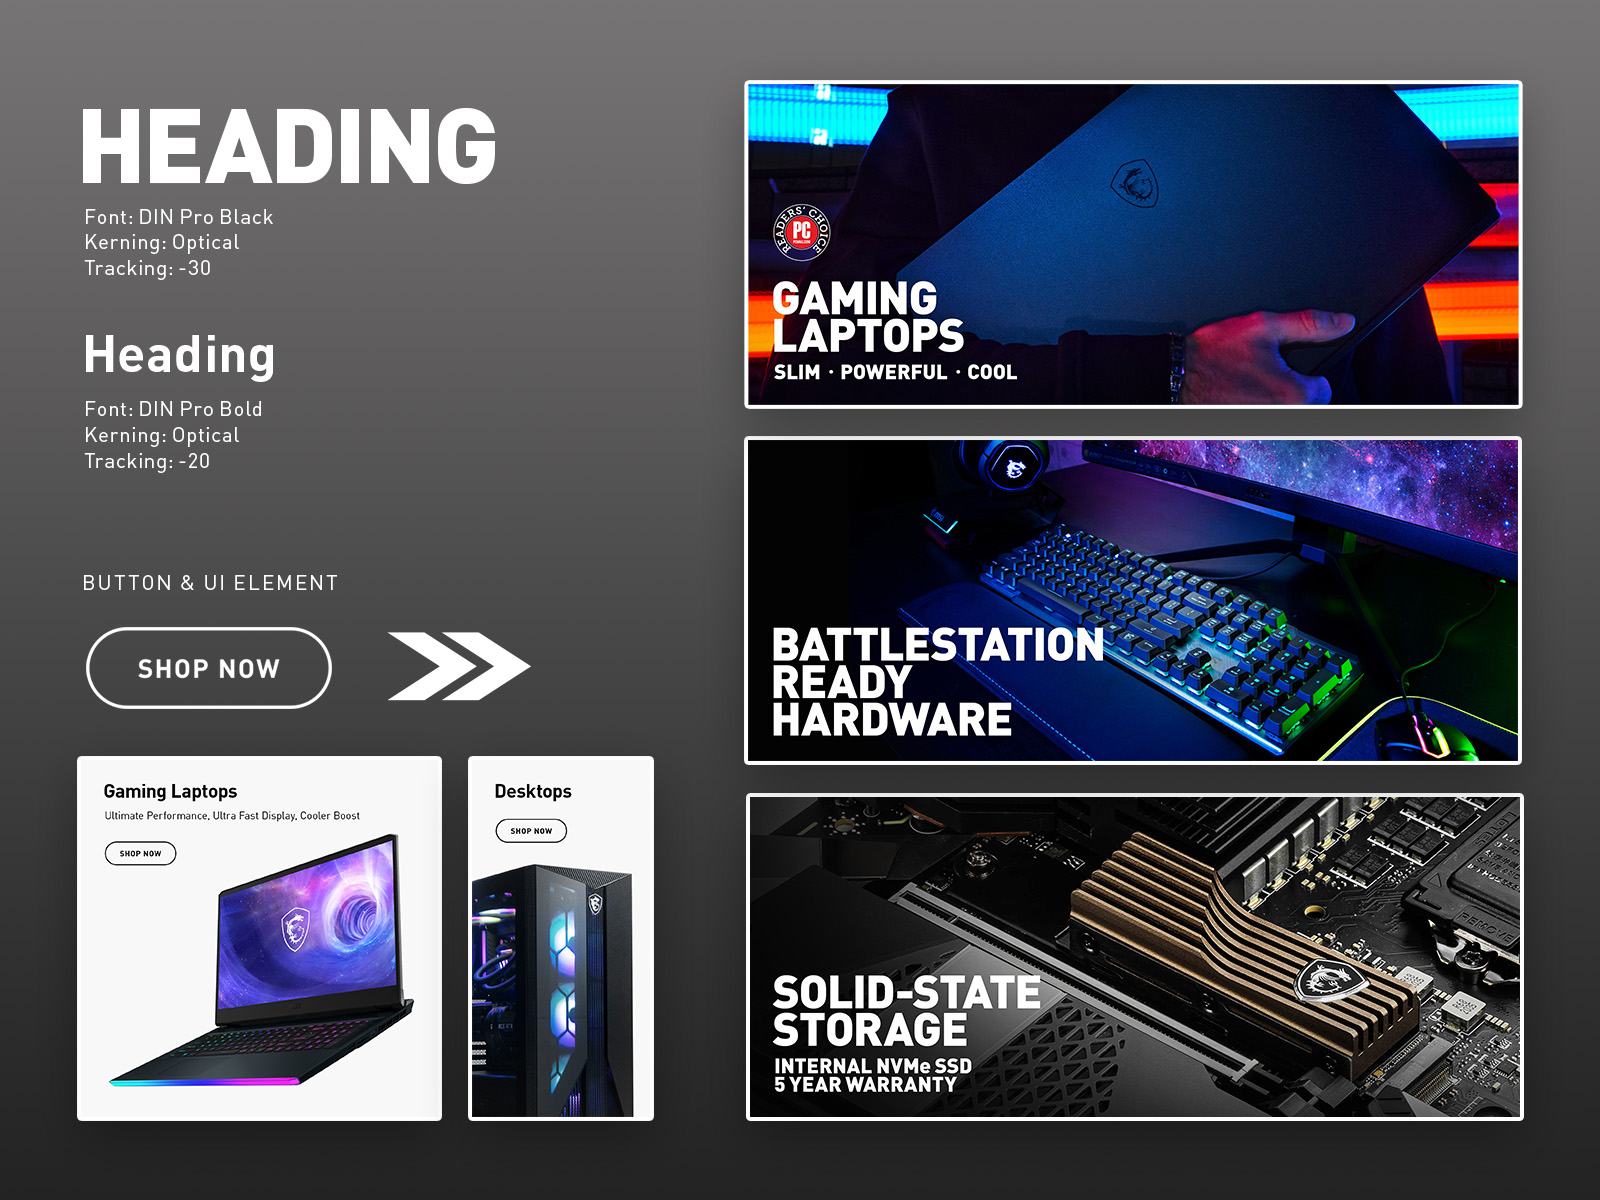 HEADING
Font: DIN Pro Black
Kerning: Optical
Tracking: -30
Heading
Font: DIN Pro Bold
Kerning: Optical
Tracking: -20
BUTTON & UI ELEMENT
SHOP NOW
Gaming Laptops
Ultimate Performance, Ultra Fast Display, Cooler Boost
SHOP NOW
Desktops
SHOP NOW
READERS' CHOICE
PC
GAMING
LAPTOPS
SLIM · POWERFUL · COOL
BATTLESTATION
READY
HARDWARE
SOLID-STATE
STORAGE
INTERNAL NVMe SSD
5 YEAR WARRANTY
REMOVE